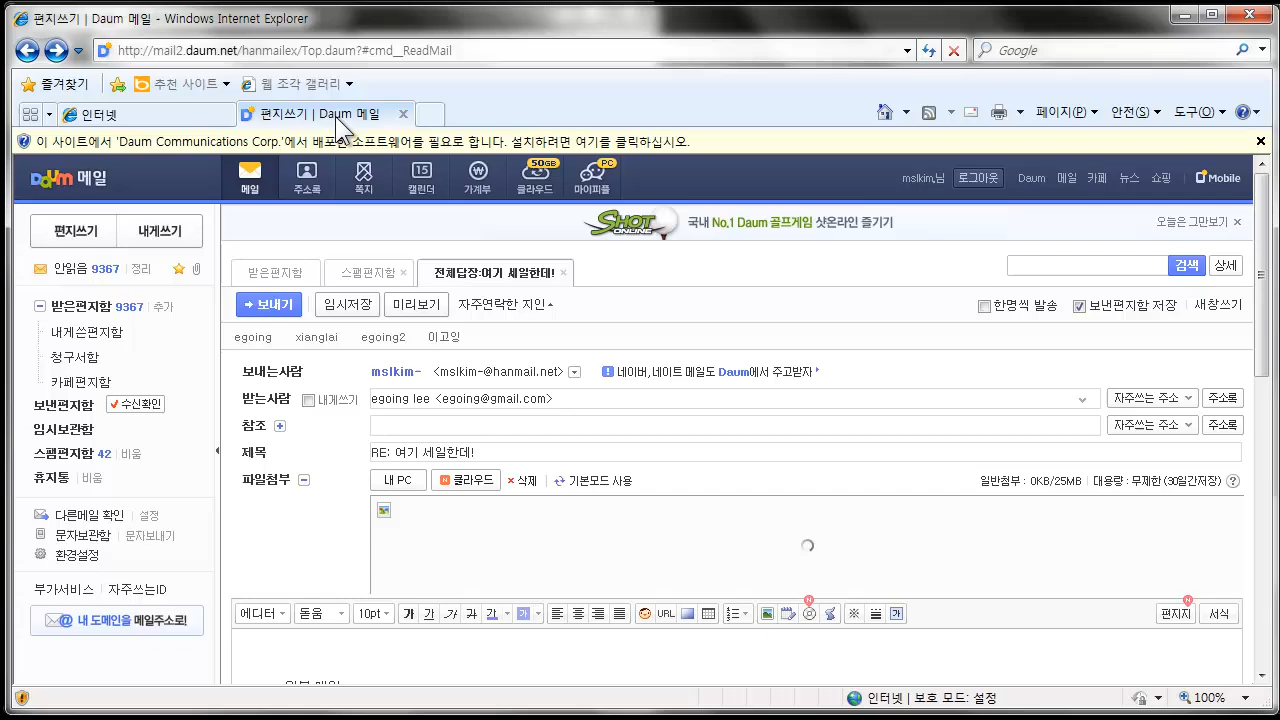 편지쓰기 | Daum 메일 - Windows Internet Explorer
http://mail2.daum.net/hanmailex/Top.daum?#cmd__ReadMail
Google
즐겨찾기
추천 사이트
웹 조각 갤러리
인터넷
편지쓰기 | Daum 메일
페이지(P)
안전(S)
도구(O)
이 사이트에서 'Daum Communications Corp.'에서 배포한 소프트웨어를 필요로 합니다. 설치하려면 여기를 클릭하십시오.
Daum 메일
메일
주소록
쪽지
15
캘린더
가계부
50GB
클라우드
PC
마이피플
mslkim,님
로그아웃
Daum
메일
카페
뉴스
쇼핑
Mobile
편지쓰기
내게쓰기
SHOT ONLINE
국내 No.1 Daum 골프게임 샷온라인 즐기기
오늘은 그만보기
안읽음 9367
정리
받은편지함
스팸편지함
전체답장:여기 세일한데!
검색
상세
받은편지함 9367 추가
내게쓴편지함
청구서함
카페편지함
보낸편지함
수신확인
임시보관함
스팸편지함 42 비움
휴지통
비움
다른메일 확인
설정
문자보관함
문자보내기
환경설정
부가서비스
자주쓰는ID
내 도메인을 메일주소로!
보내기
임시저장
미리보기
자주연락한 지인
한명씩 발송
보낸편지함 저장
새창쓰기
egoing
xianglai
egoing2
이고잉
보내는사람
mslkim- <mslkim-@hanmail.net>
네이버,네이트 메일도 Daum에서 주고받자
받는사람
내게쓰기
egoing lee <egoing@gmail.com>
자주쓰는 주소
주소록
참조
자주쓰는 주소
주소록
제목
RE: 여기 세일한데!
파일첨부
내 PC
N 클라우드
삭제
기본모드 사용
일반첨부 : 0KB/25MB
대용량 : 무제한 (30일간저장)
에디터
돋움
10pt
가
가
가
가
가
가
URL
N
가
N
편지지
서식
인터넷 | 보호 모드: 설정
100%